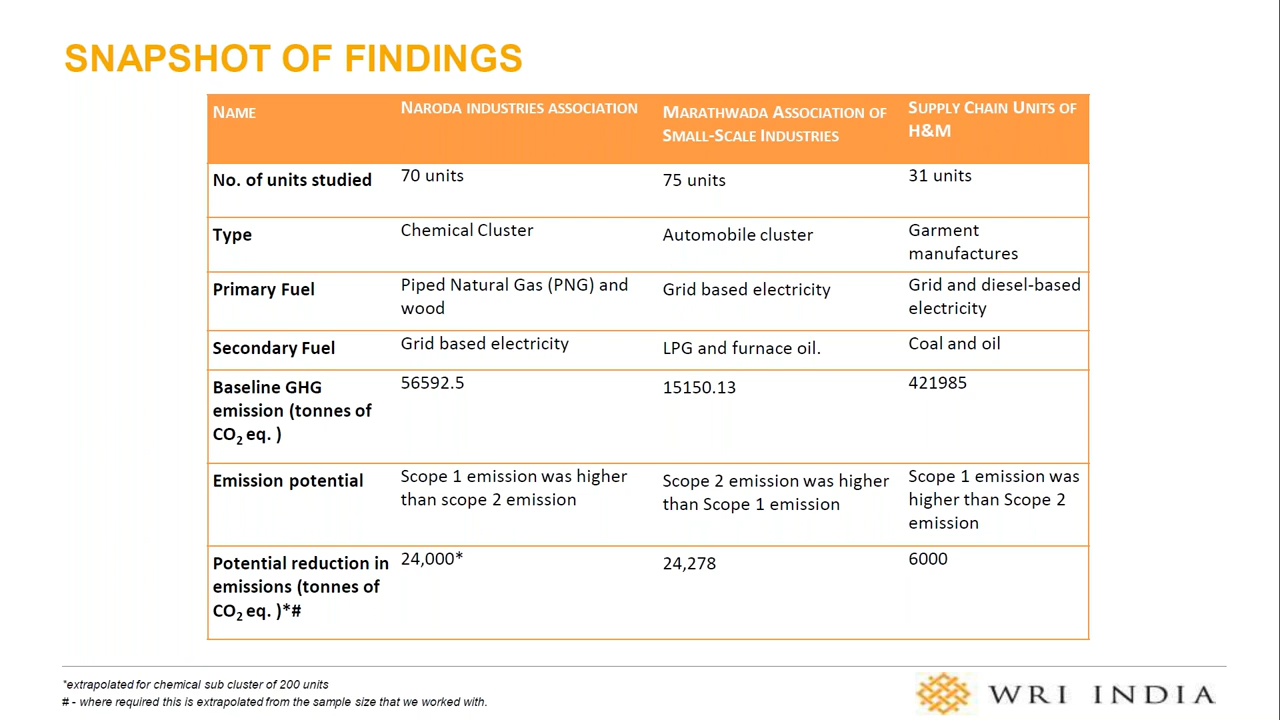 SNAPSHOT OF FINDINGS
NAME
NARODA INDUSTRIES ASSOCIATION
MARATHWADA ASSOCIATION OF
SMALL-SCALE INDUSTRIES
SUPPLY CHAIN UNITS OF
H&M
No. of units studied
70 units
75 units
31 units
Type
Chemical Cluster
Automobile cluster
Garment
manufactures
Primary Fuel
Piped Natural Gas (PNG) and
wood
Grid based electricity
Grid and diesel-based
electricity
Secondary Fuel
Grid based electricity
LPG and furnace oil.
Coal and oil
Baseline GHG
emission (tonnes of
CO2 eq. )
56592.5
15150.13
421985
Emission potential
Scope 1 emission was higher
than scope 2 emission
Scope 2 emission was higher
than Scope 1 emission
Scope 1 emission was
higher than Scope 2
emission
Potential reduction in
emissions (tonnes of
CO2 eq. )*#
24,000*
24,278
6000
*extrapolated for chemical sub cluster of 200 units
# - where required this is extrapolated from the sample size that we worked with.
WRI INDIA